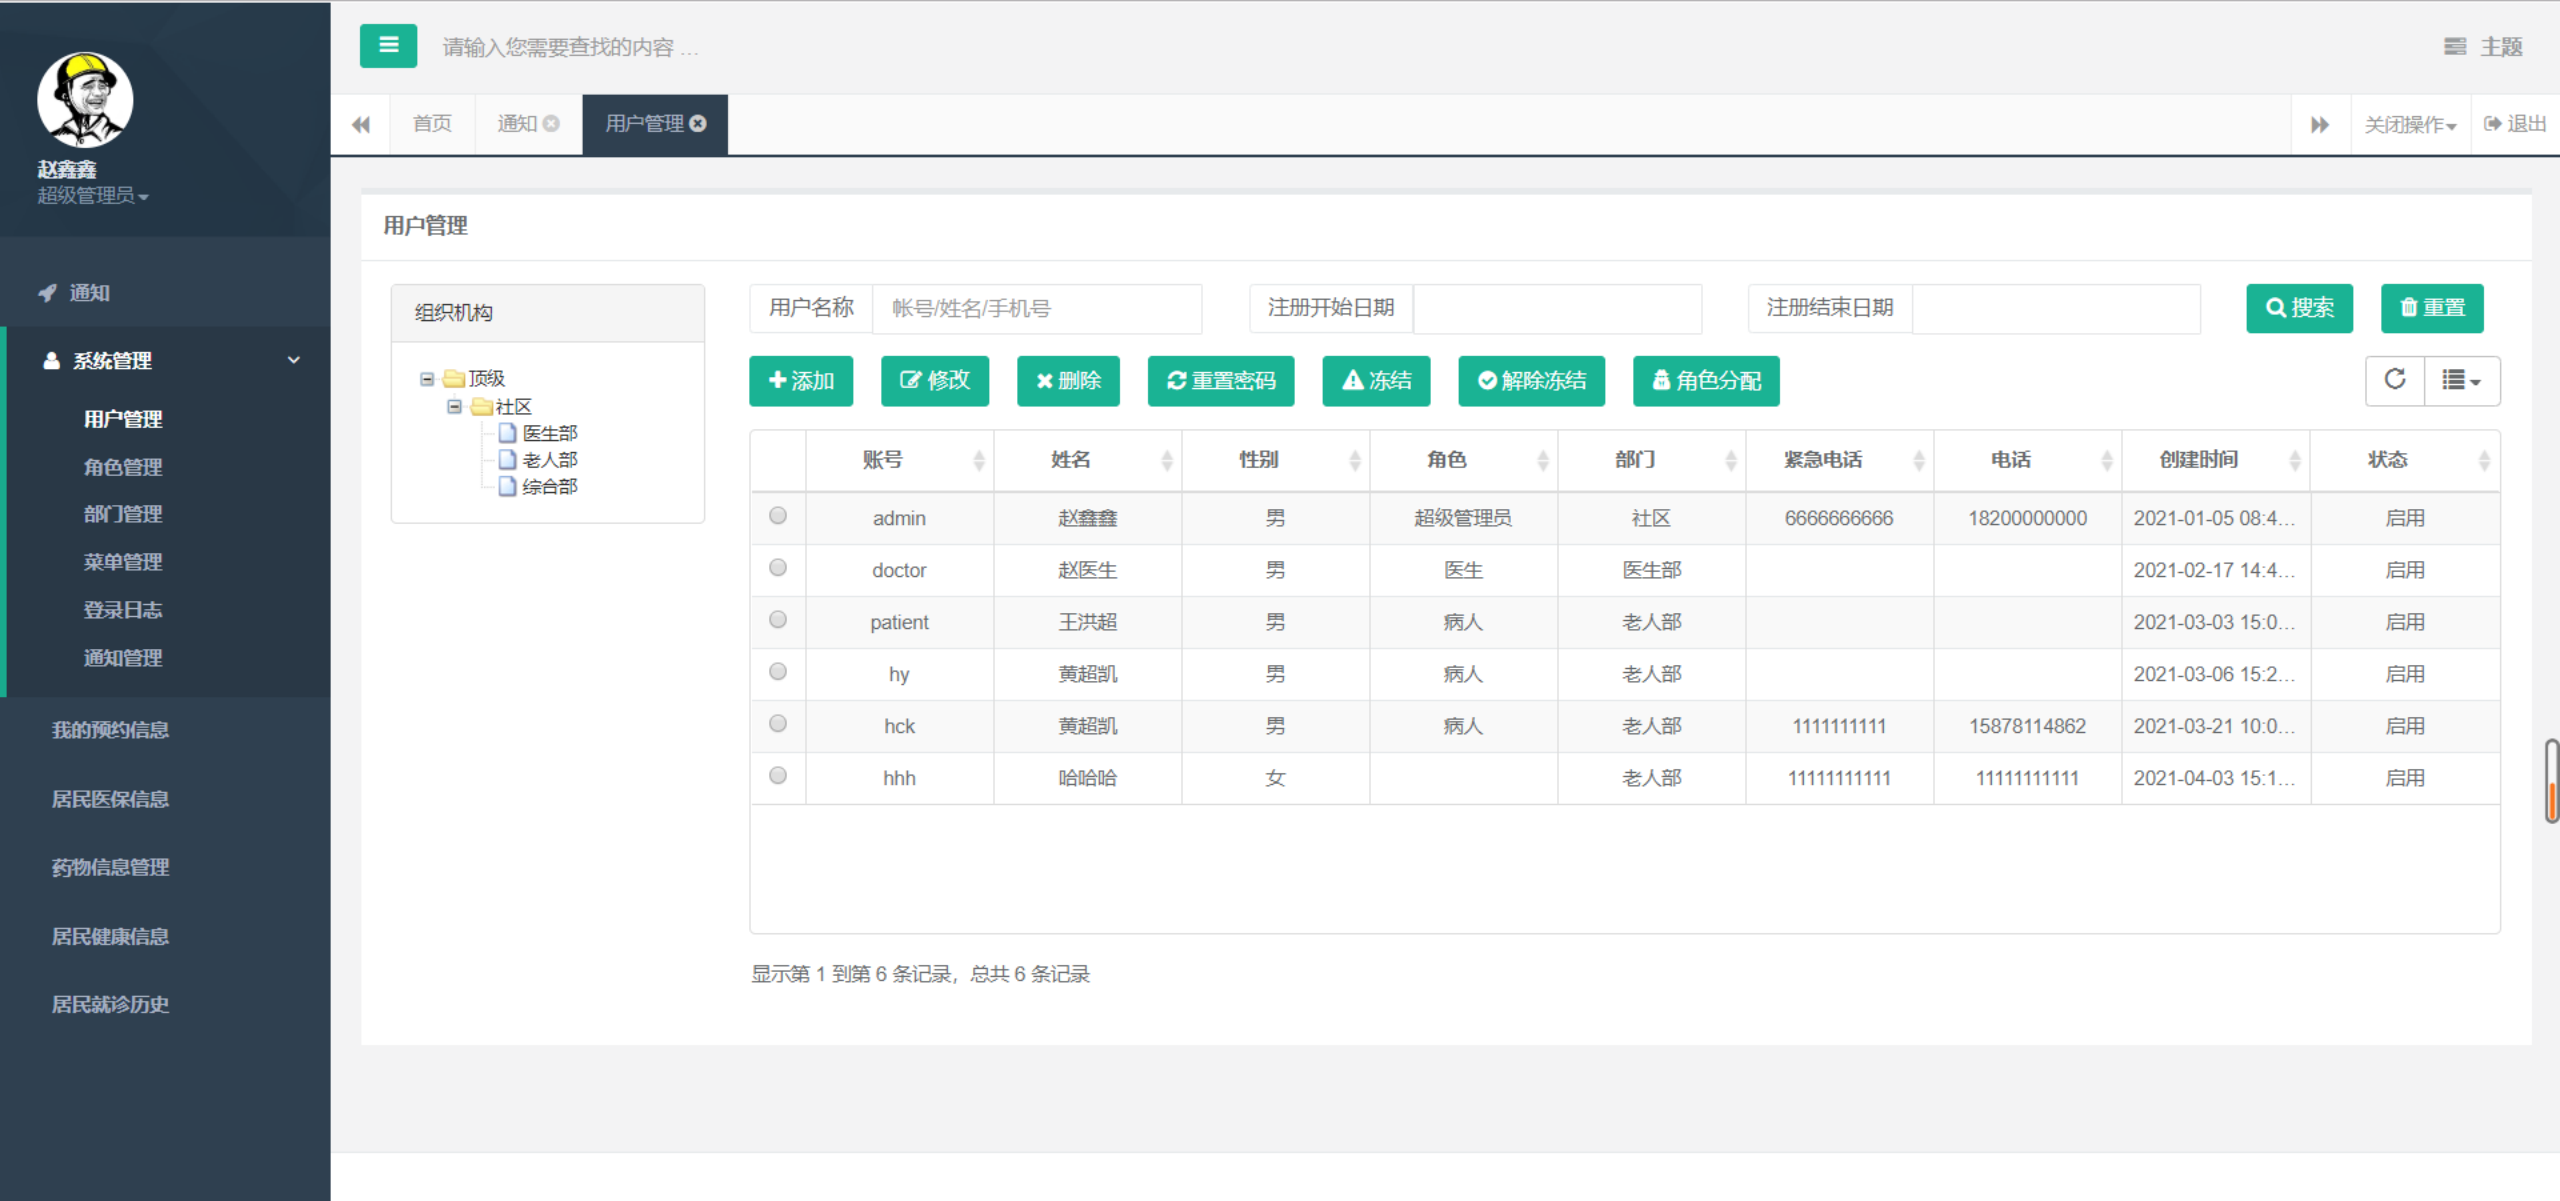 请输入您需要查找的内容 ...
主题
赵鑫鑫
超级管理员
首页
通知
用户管理
关闭操作
退出
通知
系统管理
用户管理
角色管理
部门管理
菜单管理
登录日志
通知管理
我的预约信息
居民医保信息
药物信息管理
居民健康信息
居民就诊历史
用户管理
组织机构
顶级
社区
医生部
老人部
综合部
用户名称 帐号/姓名/手机号 注册开始日期 注册结束日期 搜索 重置
添加 修改 删除 重置密码 冻结 解除冻结 角色分配
账号 姓名 性别 角色 部门 紧急电话 电话 创建时间 状态
admin 赵鑫鑫 男 超级管理员 社区 6666666666 18200000000 2021-01-05 08:4... 启用
doctor 赵医生 男 医生 医生部 2021-02-17 14:4... 启用
patient 王洪超 男 病人 老人部 2021-03-03 15:0... 启用
hy 黄超凯 男 病人 老人部 2021-03-06 15:2... 启用
hck 黄超凯 男 病人 老人部 1111111111 15878114862 2021-03-21 10:0... 启用
hhh 哈哈哈 女 老人部 11111111111 11111111111 2021-04-03 15:1... 启用
显示第 1 到第 6 条记录，总共 6 条记录